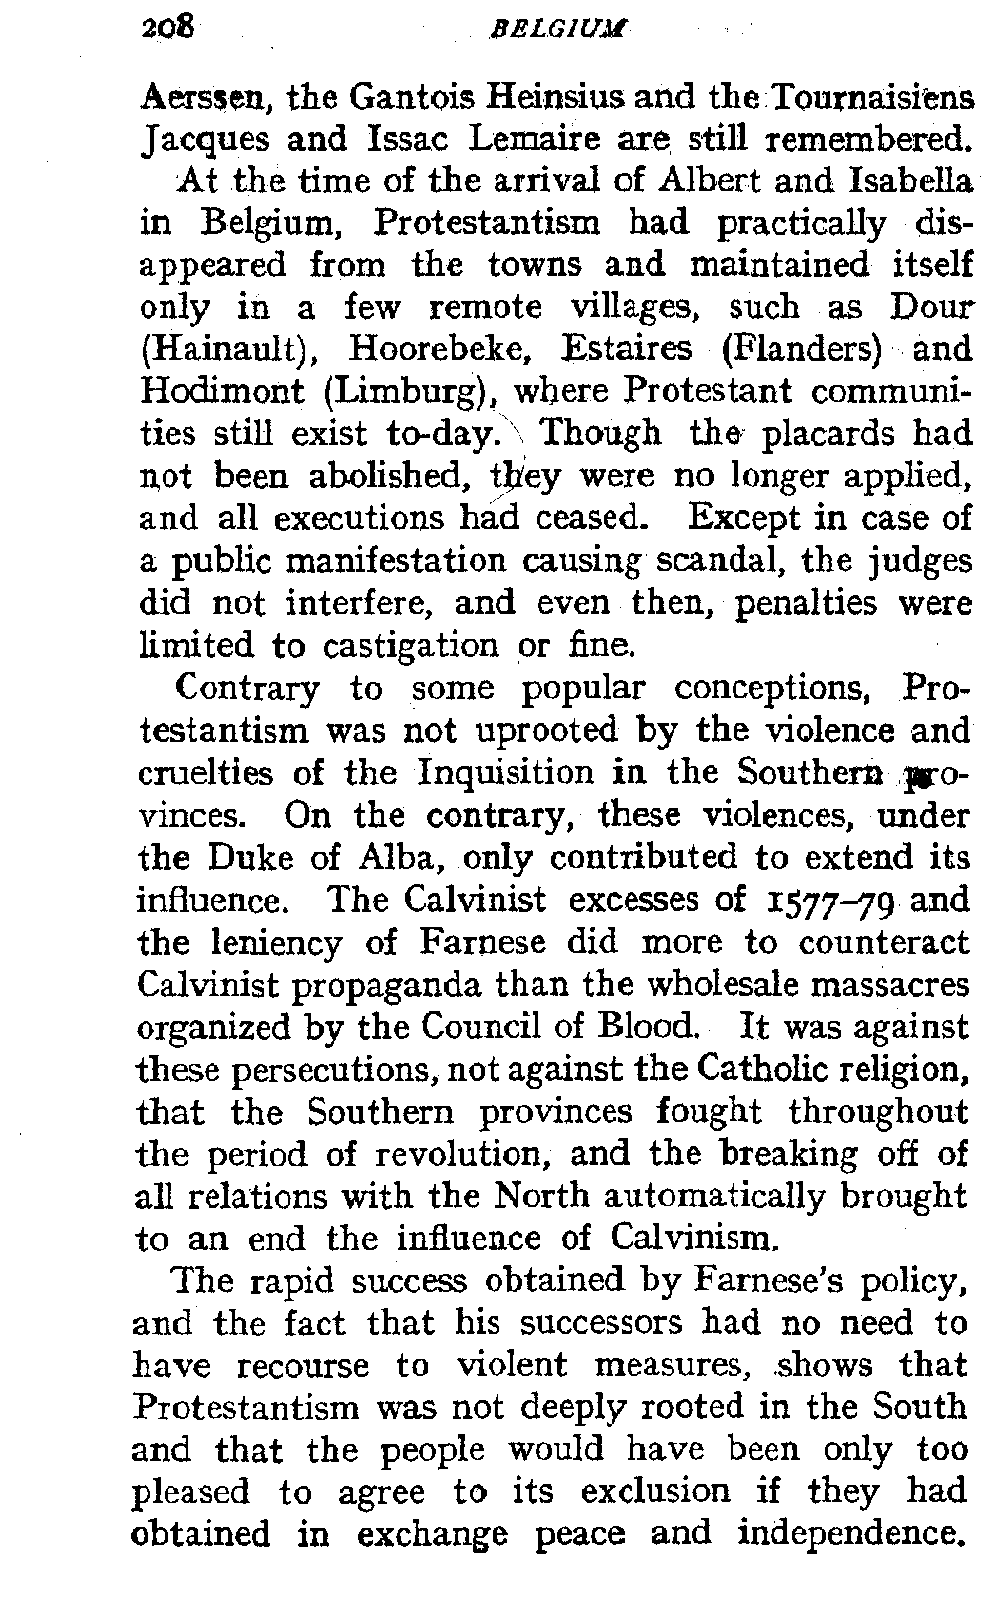 208 BELGIUM
Aerssen, the Gantois Heinsius and the Tournaisiens
Jacques and Issac Lemaire are still remembered.
At the time of the arrival of Albert and Isabella
in Belgium, Protestantism had practically dis-
appeared from the towns and maintained itself
only in a few remote villages, such as Dour
(Hainault), Hoorebeke, Estaires (Flanders) and
Hodimont (Limburg), where Protestant communi-
ties still exist to-day. Though the placards had
not been abolished, they were no longer applied,
and all executions had ceased. Except in case of
a public manifestation causing scandal, the judges
did not interfere, and even then, penalties were
limited to castigation or fine.
Contrary to some popular conceptions, Pro-
testantism was not uprooted by the violence and
cruelties of the Inquisition in the Southern pro-
vinces. On the contrary, these violences, under
the Duke of Alba, only contributed to extend its
influence. The Calvinist excesses of 1577–79 and
the leniency of Farnese did more to counteract
Calvinist propaganda than the wholesale massacres
organized by the Council of Blood. It was against
these persecutions, not against the Catholic religion,
that the Southern provinces fought throughout
the period of revolution, and the breaking off of
all relations with the North automatically brought
to an end the influence of Calvinism.
The rapid success obtained by Farnese's policy,
and the fact that his successors had no need to
have recourse to violent measures, shows that
Protestantism was not deeply rooted in the South
and that the people would have been only too
pleased to agree to its exclusion if they had
obtained in exchange peace and independence.